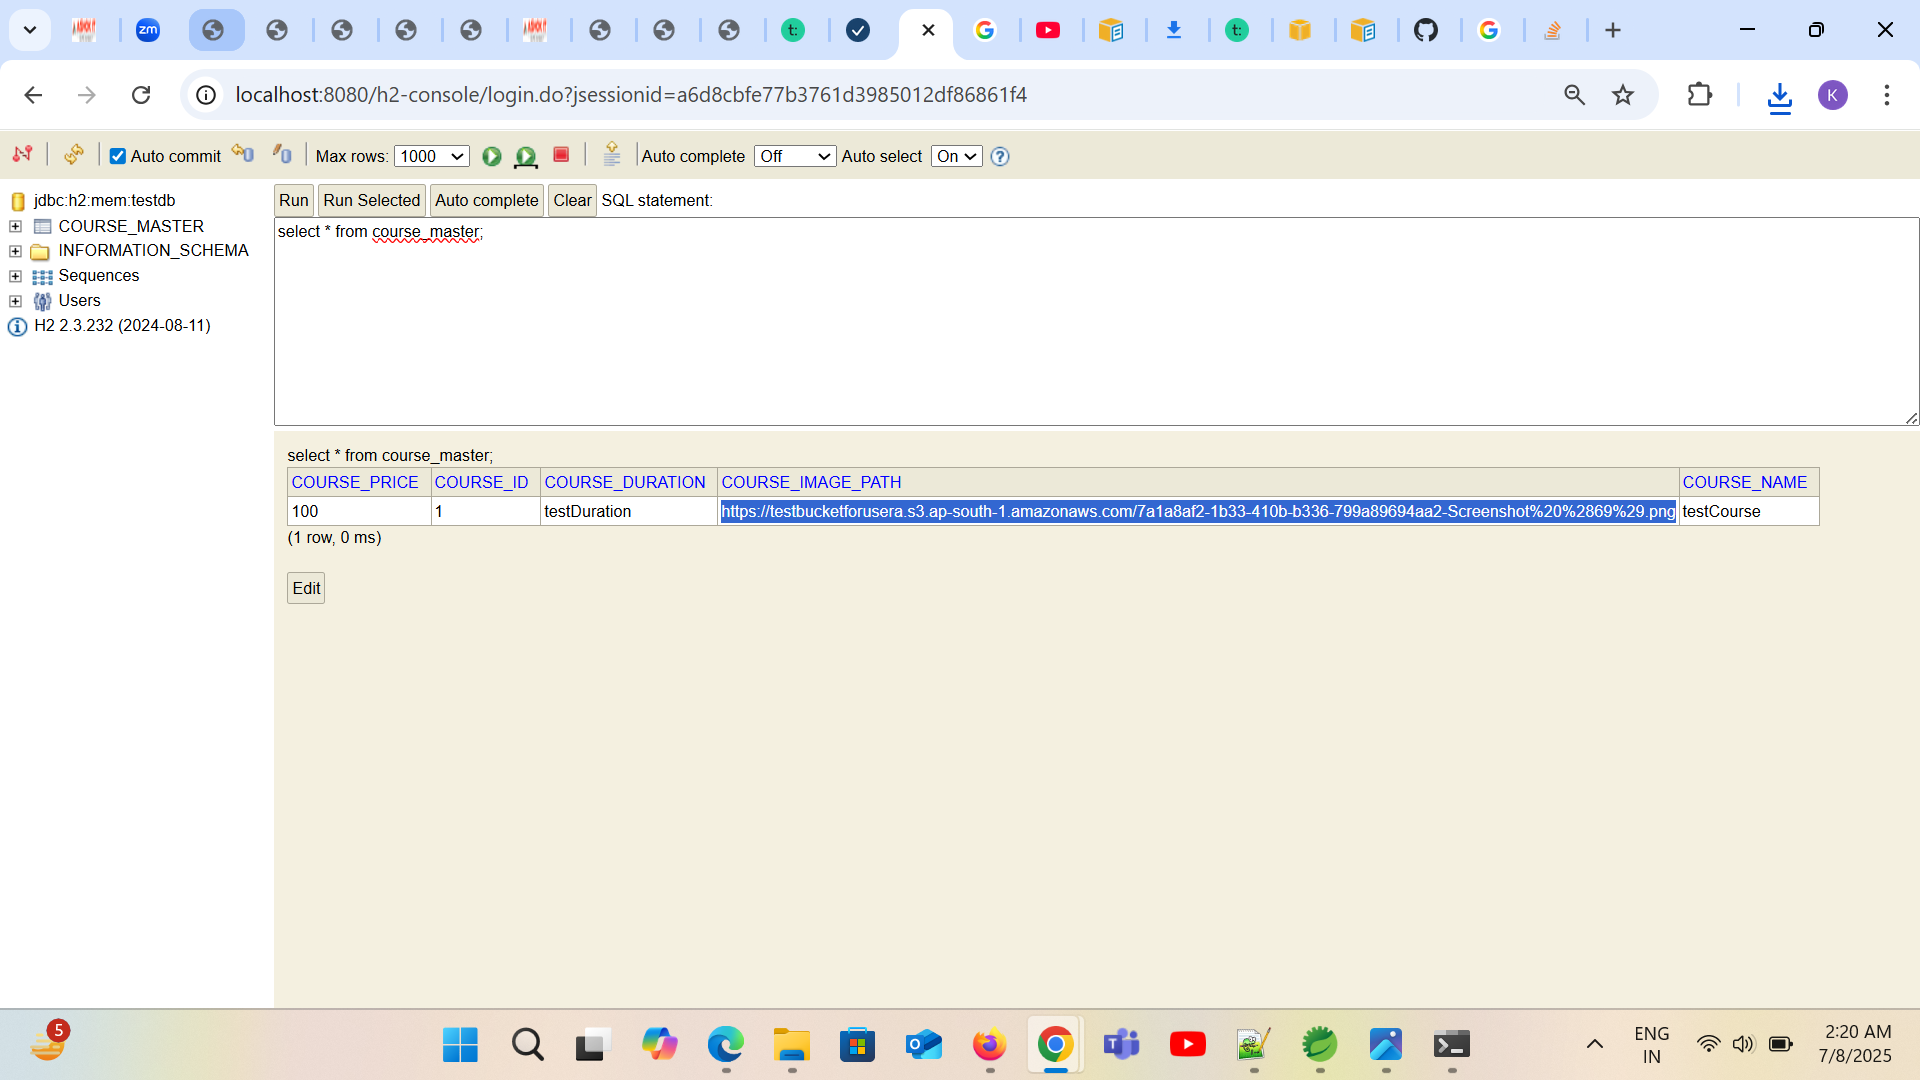 zm
t:
t:
localhost:8080/h2-console/login.do?jsessionid=a6d8cbfe77b3761d3985012df86861f4
K
Auto commit Max rows: 1000 Auto complete Off Auto select On
jdbc:h2:mem:testdb
COURSE_MASTER
INFORMATION_SCHEMA
Sequences
Users
H2 2.3.232 (2024-08-11)
Run Run Selected Auto complete Clear SQL statement:
select * from course_master;
select * from course_master;
COURSE_PRICE COURSE_ID COURSE_DURATION COURSE_IMAGE_PATH COURSE_NAME
100 1 testDuration https://testbucketforusera.s3.ap-south-1.amazonaws.com/7a1a8af2-1b33-410b-b336-799a89694aa2-Screenshot%20%2869%29.png testCourse
(1 row, 0 ms)
Edit
5
ENG
IN
2:20 AM
7/8/2025